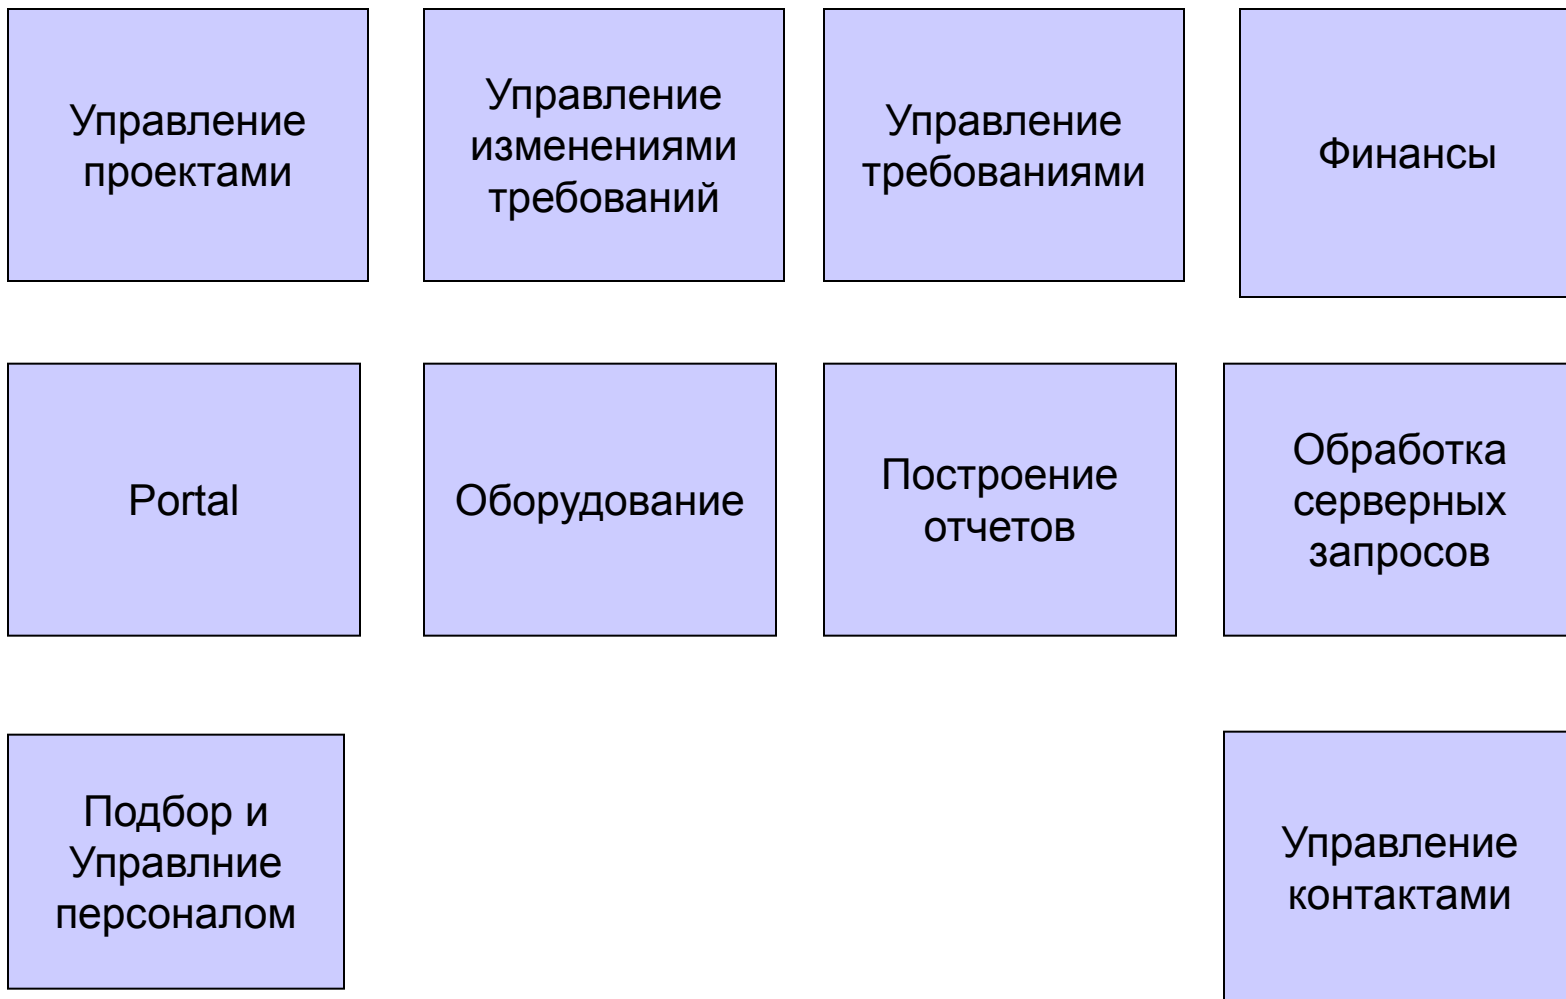 Управление
проектами
Управление
изменениями
требований
Управление
требованиями
Финансы
Portal
Оборудование
Построение
отчетов
Обработка
серверных
запросов
Подбор и
Управлние
персоналом
Управление
контактами